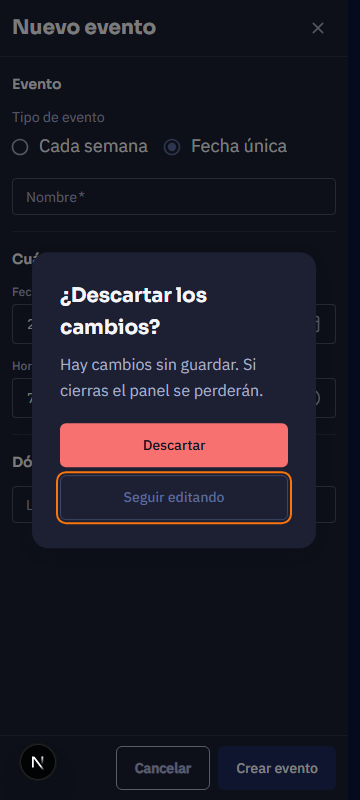 Nuevo evento
Evento
Tipo de evento
Cada semana
Fecha única
Nombre*
¿Descartar los
cambios?
Hay cambios sin guardar. Si
cierras el panel se perderán.
Descartar
Seguir editando
Cancelar
Crear evento